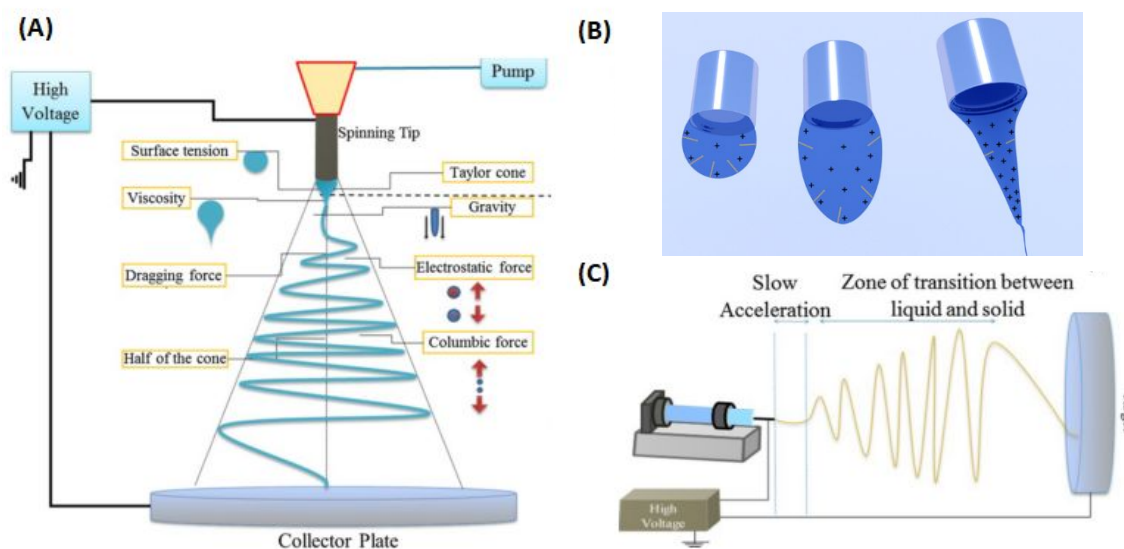 (A)
High
Voltage
Pump
Spinning Tip
Surface tension
Taylor cone
Viscosity
Gravity
Dragging force
Electrostatic force
Half of the cone
Columbic force
Collector Plate
(B)
(C)
Slow
Acceleration
Zone of transition between
liquid and solid
High
Voltage